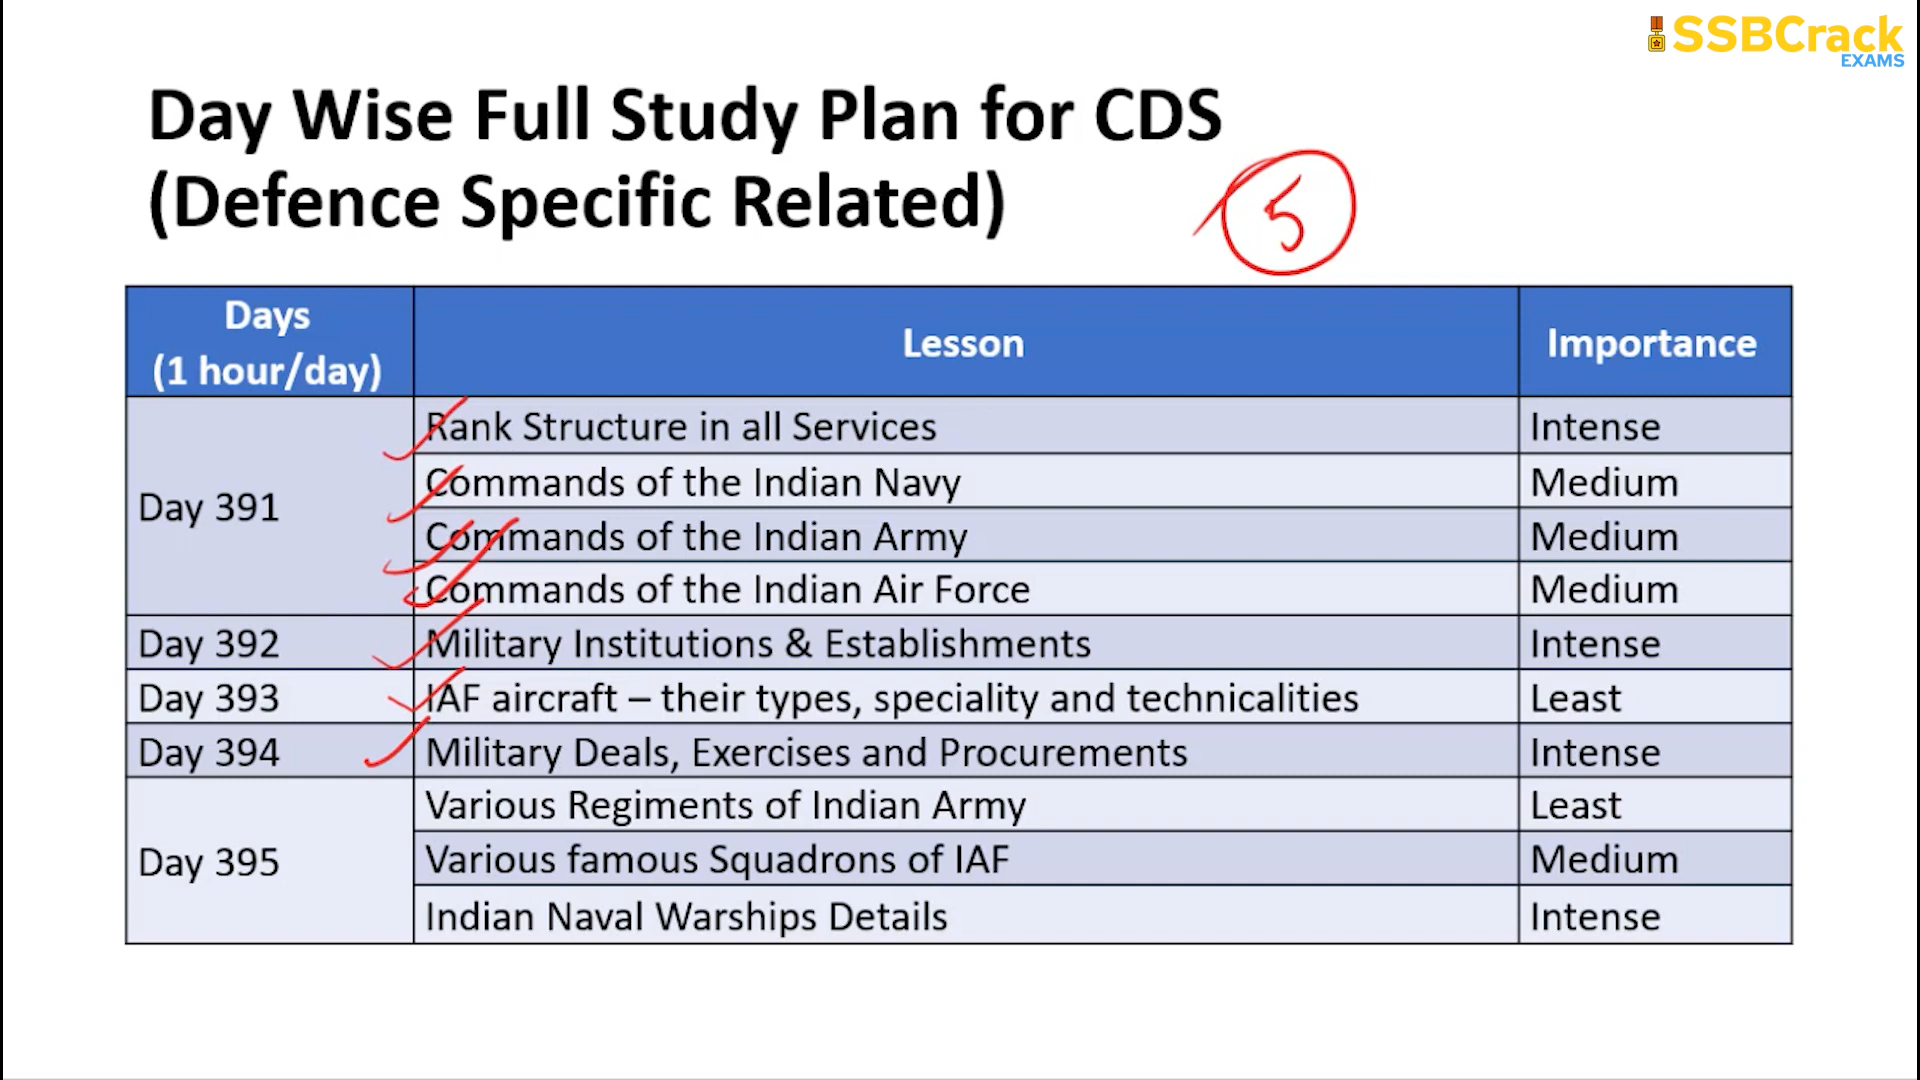 SSBCrack
EXAMS
Day Wise Full Study Plan for CDS
(Defence Specific Related)
5
Days
(1 hour/day)
Lesson
Importance
Day 391
Rank Structure in all Services
Intense
Commands of the Indian Navy
Medium
Commands of the Indian Army
Medium
Commands of the Indian Air Force
Medium
Day 392
Military Institutions & Establishments
Intense
Day 393
IAF aircraft – their types, speciality and technicalities
Least
Day 394
Military Deals, Exercises and Procurements
Intense
Day 395
Various Regiments of Indian Army
Least
Various famous Squadrons of IAF
Medium
Indian Naval Warships Details
Intense